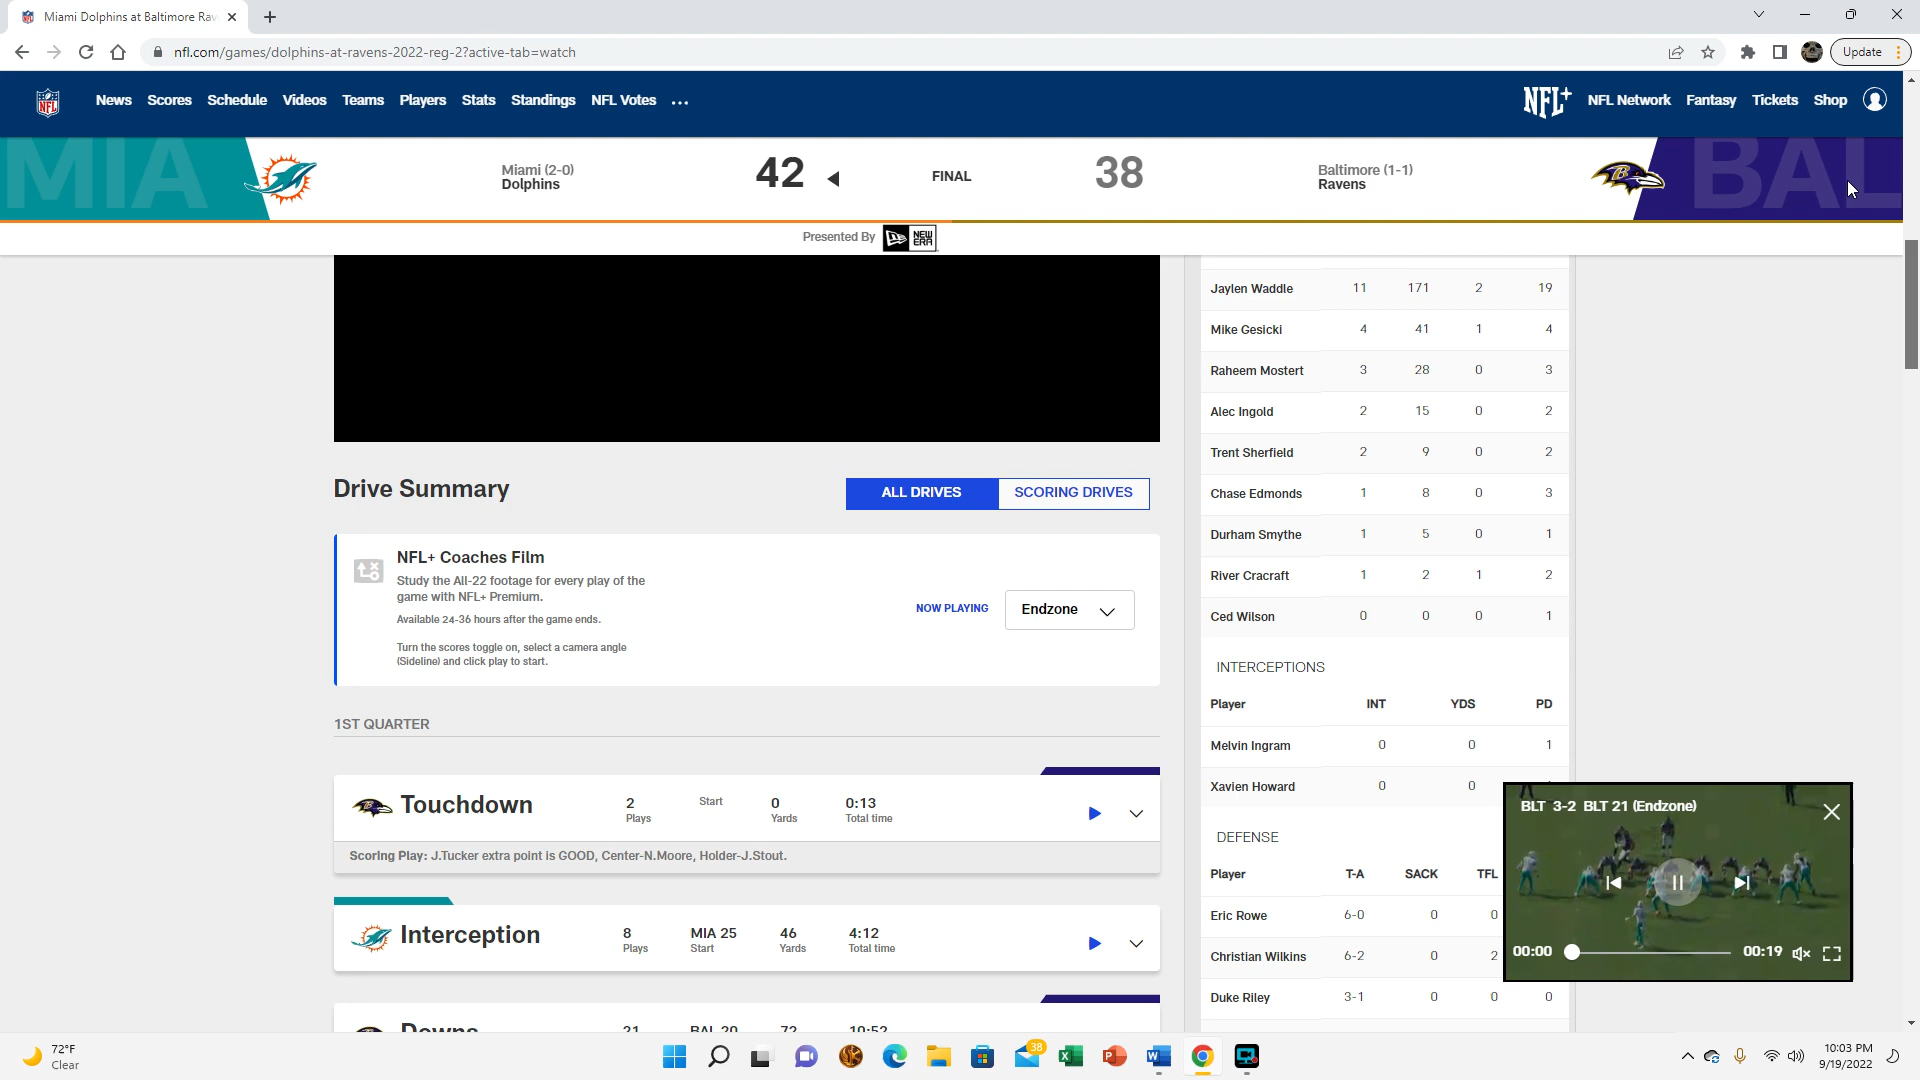 Miami Dolphins at Baltimore Rav
nfl.com/games/dolphins-at-ravens-2022-reg-2?active-tab=watch
Update
NFL
News Scores Schedule Videos Teams Players Stats Standings NFL Votes ...
NFL+ NFL Network Fantasy Tickets Shop
MIA
Miami (2-0)
Dolphins
42
FINAL
38
Baltimore (1-1)
Ravens
BAL
Presented By
NEW ERA
Jaylen Waddle 11 171 2 19
Mike Gesicki 4 41 1 4
Raheem Mostert 3 28 0 3
Alec Ingold 2 15 0 2
Trent Sherfield 2 9 0 2
Chase Edmonds 1 8 0 3
Durham Smythe 1 5 0 1
River Cracraft 1 2 1 2
Ced Wilson 0 0 0 1
INTERCEPTIONS
Player INT YDS PD
Melvin Ingram 0 0 1
Xavien Howard 0 0
DEFENSE
Player T-A SACK TFL
Eric Rowe 6-0 0 0
Christian Wilkins 6-2 0 2
Duke Riley 3-1 0 0 0
Drive Summary
ALL DRIVES
SCORING DRIVES
NFL+ Coaches Film
Study the All-22 footage for every play of the
game with NFL+ Premium.
Available 24-36 hours after the game ends.
Turn the scores toggle on, select a camera angle
(Sideline) and click play to start.
NOW PLAYING
Endzone
1ST QUARTER
Touchdown
2 Start 0 0:13
Plays Yards Total time
Scoring Play: J.Tucker extra point is GOOD, Center-N.Moore, Holder-J.Stout.
Interception
8 MIA 25 46 4:12
Plays Start Yards Total time
Downs 21 BAL 20 72 10:52
BLT 3-2 BLT 21 (Endzone)
00:00 00:19
72°F
Clear
38
10:03 PM
9/19/2022